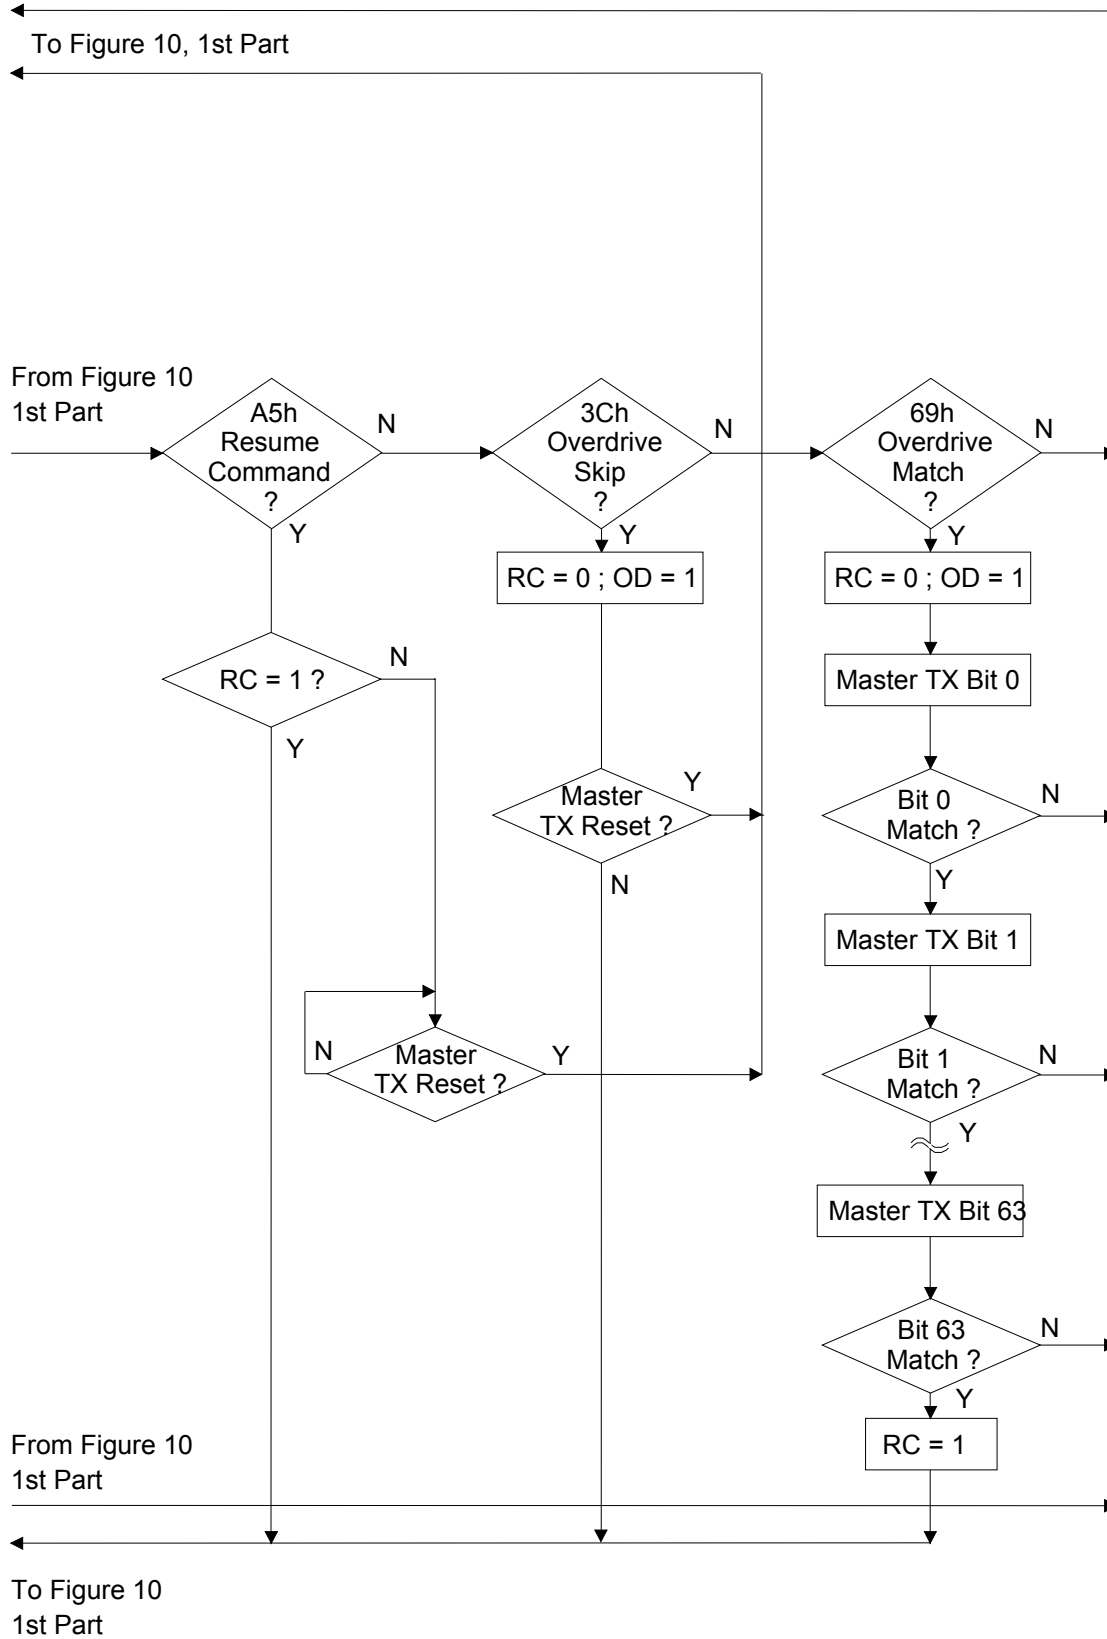 To Figure 10, 1st Part
From Figure 10
1st Part
A5h
Resume
Command
?
N
Y
3Ch
Overdrive
Skip
?
N
Y
69h
Overdrive
Match
?
N
Y
RC = 0 ; OD = 1
RC = 0 ; OD = 1
RC = 1 ?
N
Y
Master TX Bit 0
Master
TX Reset ?
Y
N
Bit 0
Match ?
N
Y
Master TX Bit 1
Master
TX Reset ?
N
Y
Bit 1
Match ?
N
Y
Master TX Bit 63
Bit 63
Match ?
N
Y
RC = 1
From Figure 10
1st Part
To Figure 10
1st Part